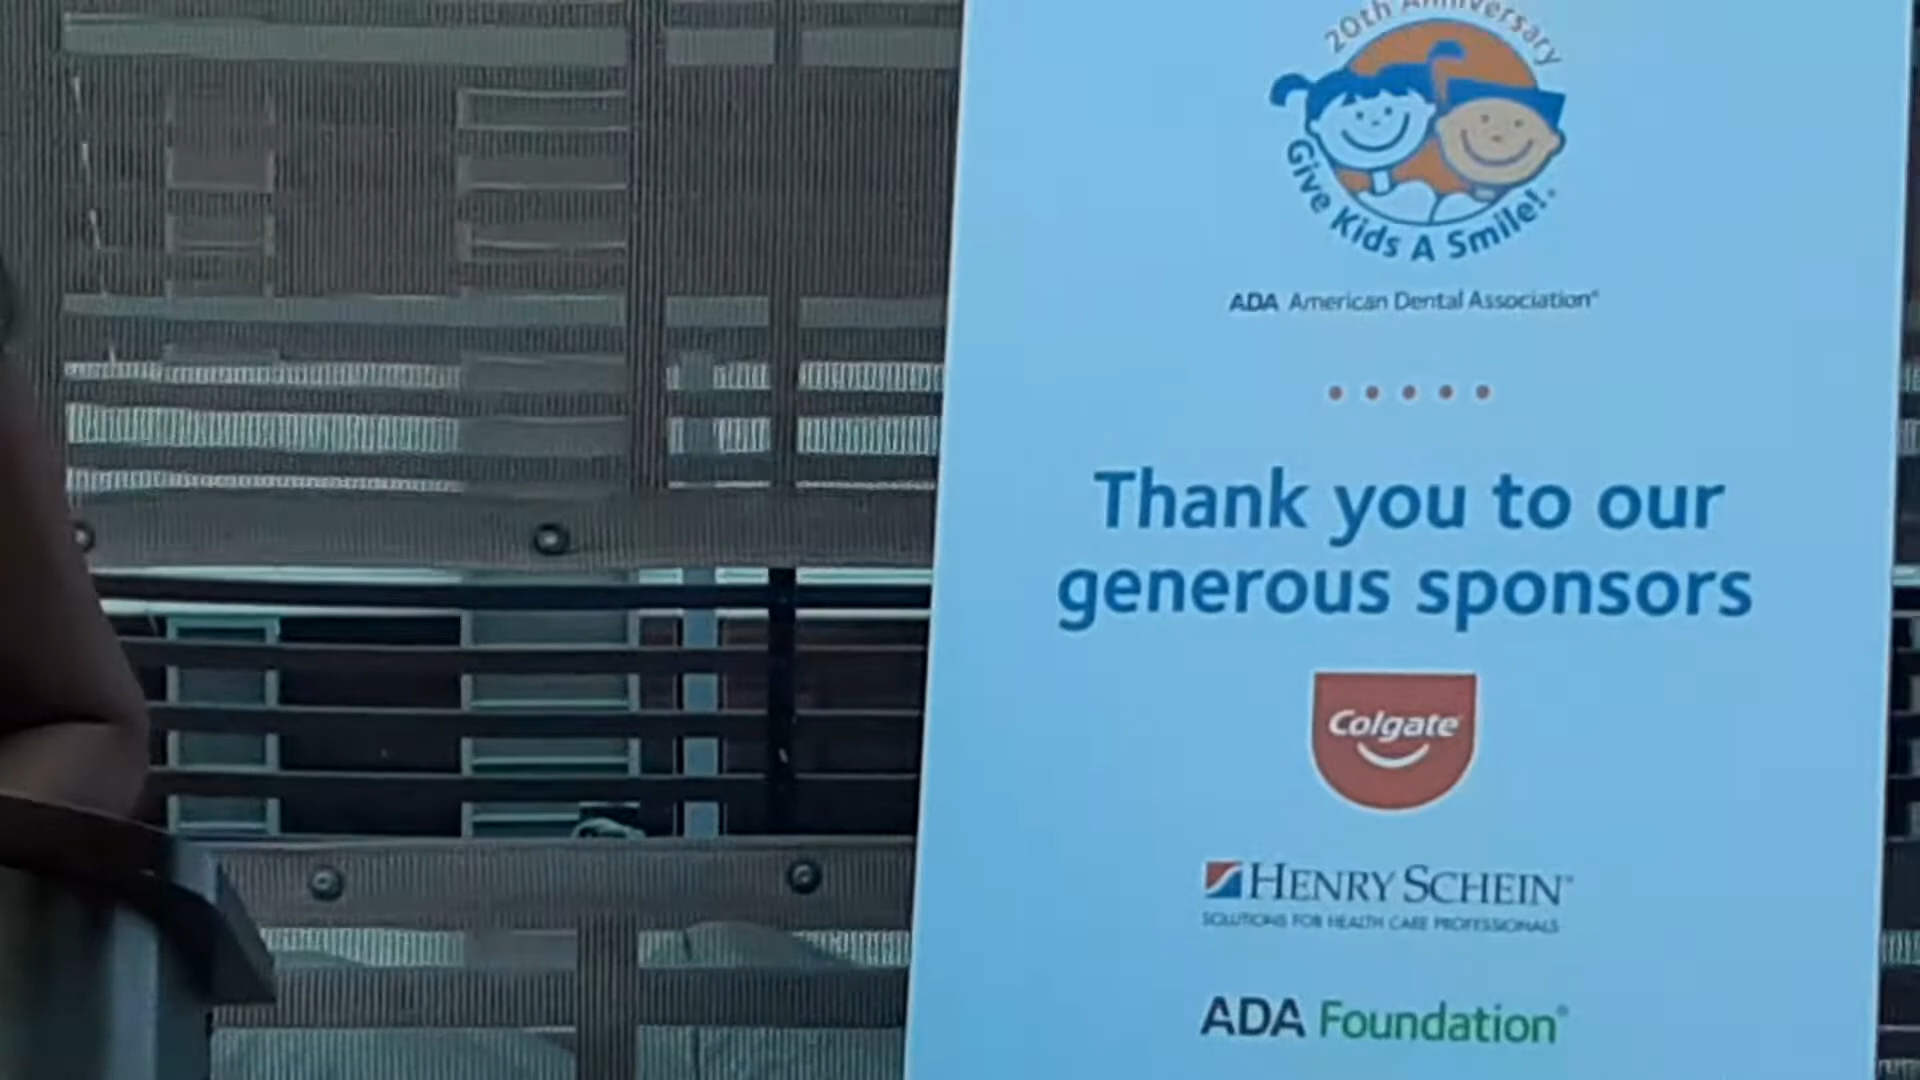 20th Anniversary
Give Kids A Smile!®
ADA American Dental Association®
Thank you to our
generous sponsors
Colgate
HENRY SCHEIN®
SOLUTIONS FOR HEALTH CARE PROFESSIONALS
ADA Foundation®